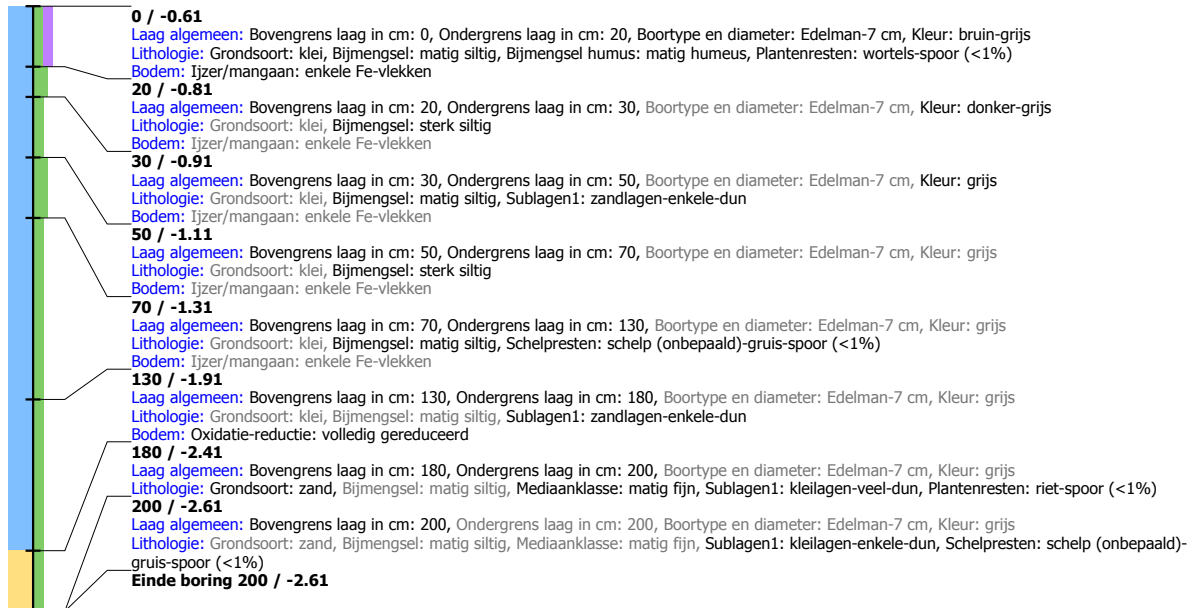 0 / -0.61
Laag algemeen: Bovengrens laag in cm: 0, Ondergrens laag in cm: 20, Boortype en diameter: Edelman-7 cm, Kleur: bruin-grijs
Lithologie: Grondsoort: klei, Bijmengsel: matig siltig, Bijmengsel humus: matig humeus, Plantenresten: wortels-spoor (<1%)
Bodem: Ijzer/mangaan: enkele Fe-vlekken
20 / -0.81
Laag algemeen: Bovengrens laag in cm: 20, Ondergrens laag in cm: 30, Boortype en diameter: Edelman-7 cm, Kleur: donker-grijs
Lithologie: Grondsoort: klei, Bijmengsel: sterk siltig
Bodem: Ijzer/mangaan: enkele Fe-vlekken
30 / -0.91
Laag algemeen: Bovengrens laag in cm: 30, Ondergrens laag in cm: 50, Boortype en diameter: Edelman-7 cm, Kleur: grijs
Lithologie: Grondsoort: klei, Bijmengsel: matig siltig, Sublagen1: zandlagen-enkele-dun
Bodem: Ijzer/mangaan: enkele Fe-vlekken
50 / -1.11
Laag algemeen: Bovengrens laag in cm: 50, Ondergrens laag in cm: 70, Boortype en diameter: Edelman-7 cm, Kleur: grijs
Lithologie: Grondsoort: klei, Bijmengsel: sterk siltig
Bodem: Ijzer/mangaan: enkele Fe-vlekken
70 / -1.31
Laag algemeen: Bovengrens laag in cm: 70, Ondergrens laag in cm: 130, Boortype en diameter: Edelman-7 cm, Kleur: grijs
Lithologie: Grondsoort: klei, Bijmengsel: matig siltig, Schelpresten: schelp (onbepaald)-gruis-spoor (<1%)
Bodem: Ijzer/mangaan: enkele Fe-vlekken
130 / -1.91
Laag algemeen: Bovengrens laag in cm: 130, Ondergrens laag in cm: 180, Boortype en diameter: Edelman-7 cm, Kleur: grijs
Lithologie: Grondsoort: klei, Bijmengsel: matig siltig, Sublagen1: zandlagen-enkele-dun
Bodem: Oxidatie-reductie: volledig gereduceerd
180 / -2.41
Laag algemeen: Bovengrens laag in cm: 180, Ondergrens laag in cm: 200, Boortype en diameter: Edelman-7 cm, Kleur: grijs
Lithologie: Grondsoort: zand, Bijmengsel: matig siltig, Mediaanklasse: matig fijn, Sublagen1: kleilagen-veel-dun, Plantenresten: riet-spoor (<1%)
200 / -2.61
Laag algemeen: Bovengrens laag in cm: 200, Ondergrens laag in cm: 200, Boortype en diameter: Edelman-7 cm, Kleur: grijs
Lithologie: Grondsoort: zand, Bijmengsel: matig siltig, Mediaanklasse: matig fijn, Sublagen1: kleilagen-enkele-dun, Schelpresten: schelp (onbepaald)-
gruis-spoor (<1%)
Einde boring 200 / -2.61